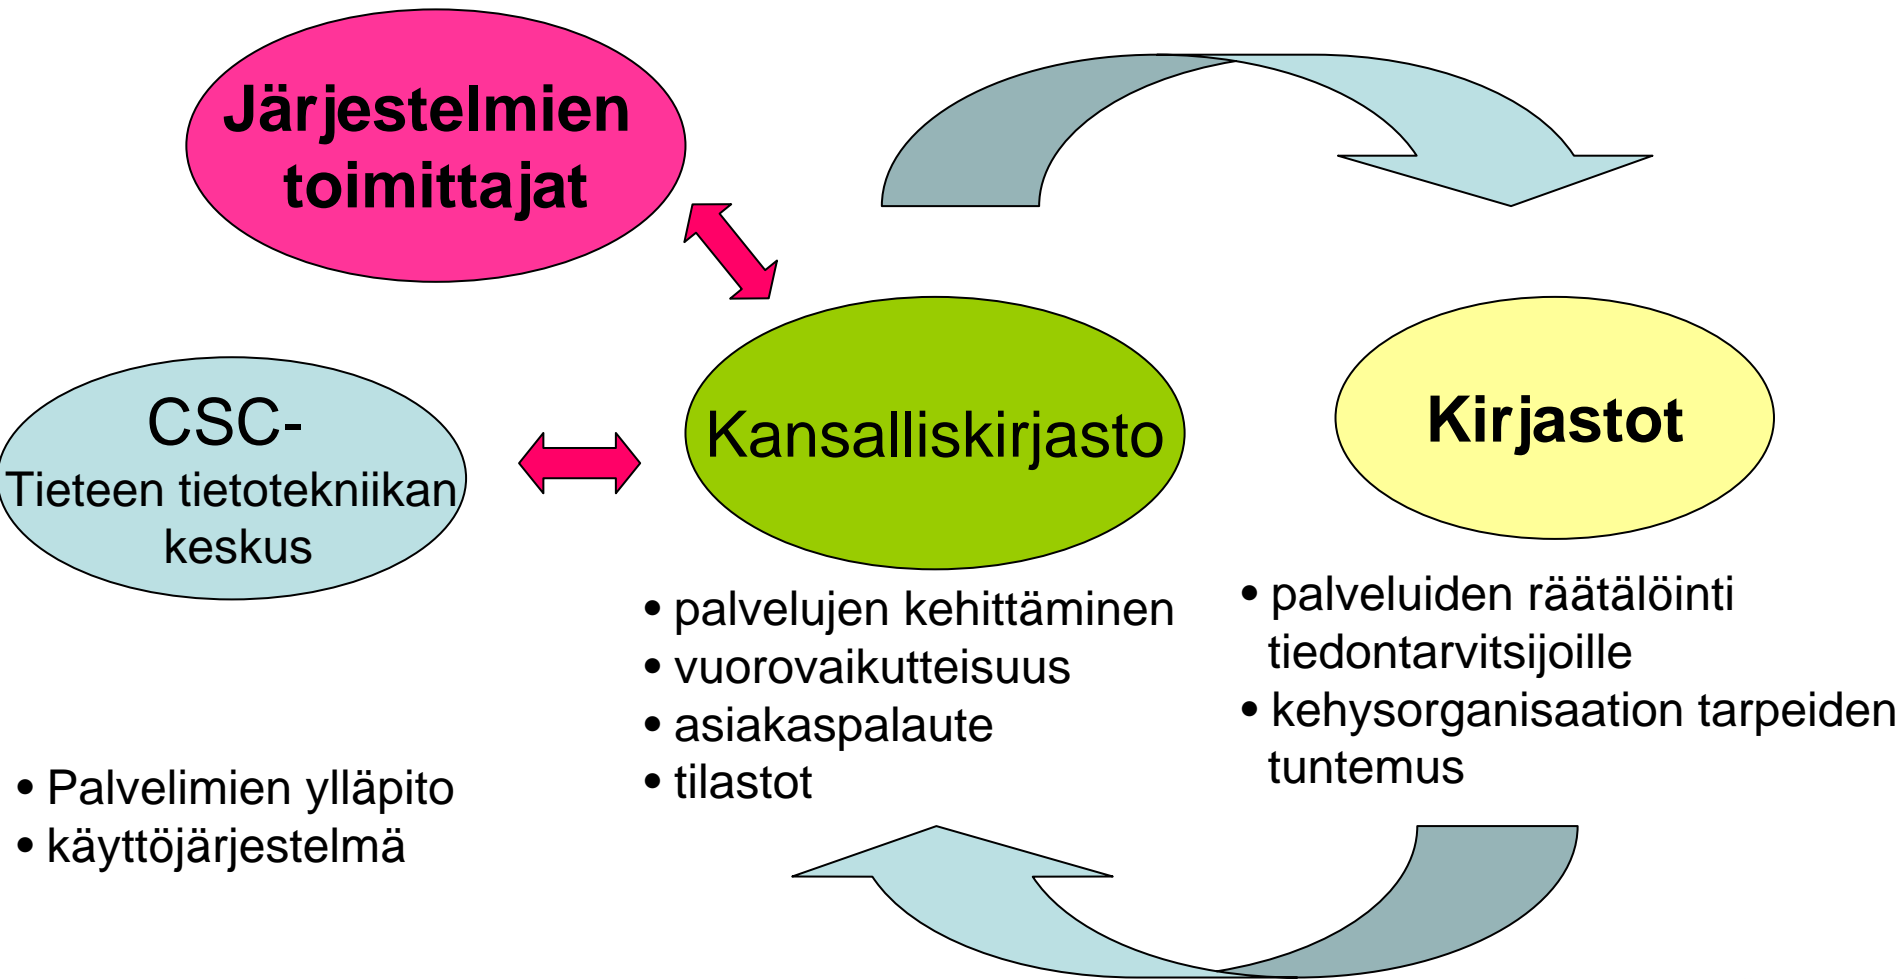 Järjestelmien
toimittajat
CSC-
Tieteen tietotekniikan
keskus
Kansalliskirjasto
Kirjastot
• palvelujen kehittäminen
• vuorovaikutteisuus
• asiakaspalaute
• tilastot
• palveluiden räätälöinti
tiedontarvitsijoille
• kehysorganisaation tarpeiden
tuntemus
• Palvelimien ylläpito
• käyttöjärjestelmä